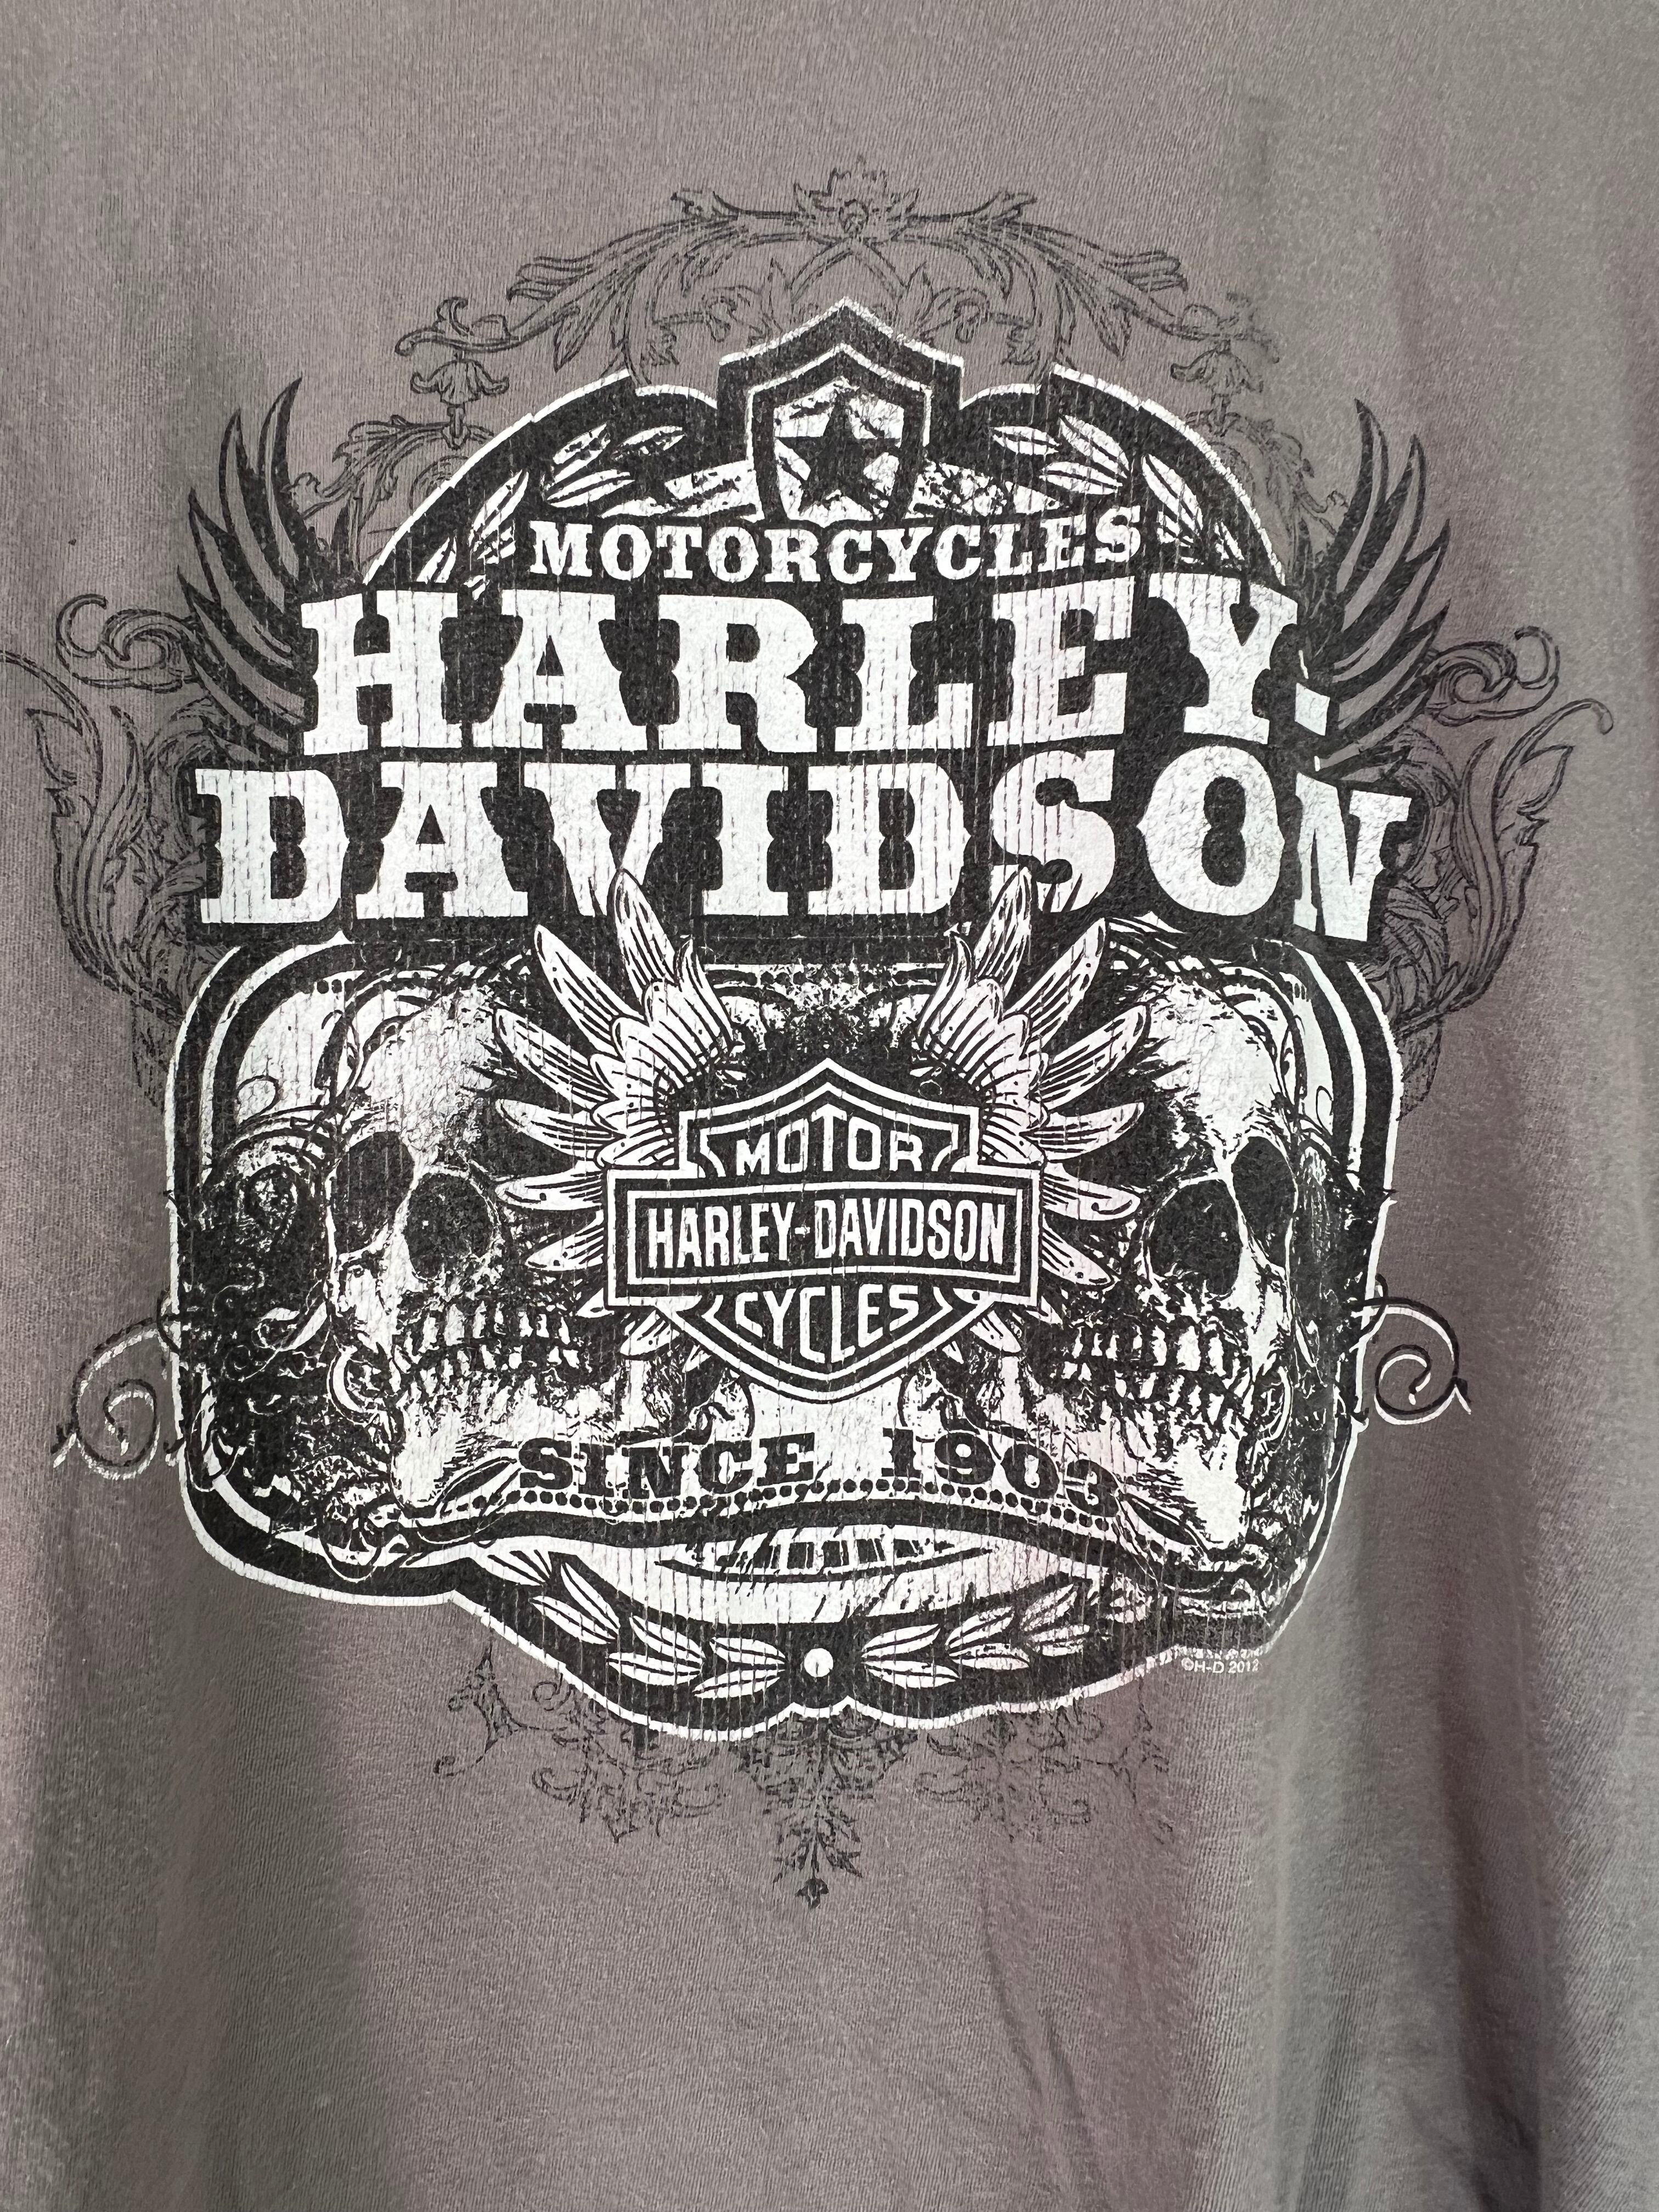 MOTORCYCLES
HARLEY-
DAVIDSON
MOTOR
HARLEY-DAVIDSON
CYCLES
SINCE 1903
©H-D 2012